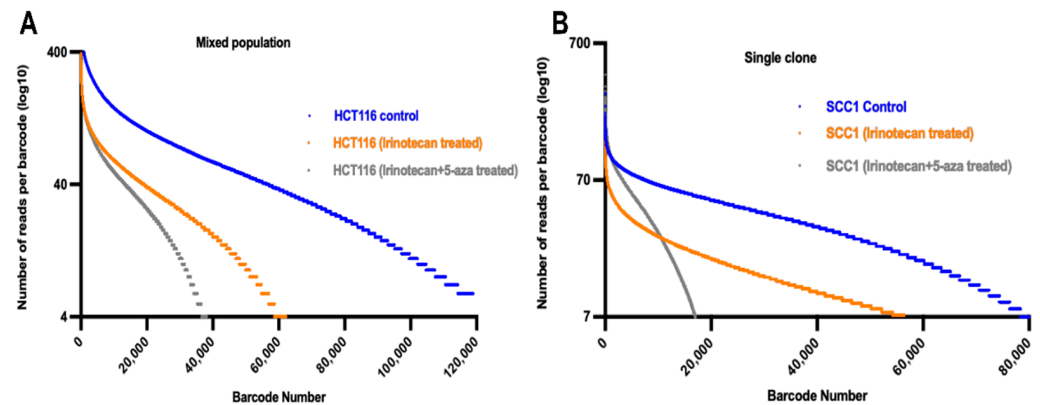 A
Mixed population
Number of reads per barcode (log10)
400
40
4
HCT116 control
HCT116 (Irinotecan treated)
HCT116 (Irinotecan+5-aza treated)
0
20,000
40,000
60,000
80,000
100,000
120,000
Barcode Number
B
Single clone
Number of reads per barcode (log10)
700
70
7
SCC1 Control
SCC1 (Irinotecan treated)
SCC1 (Irinotecan+5-aza treated)
0
20,000
40,000
60,000
80,000
Barcode Number